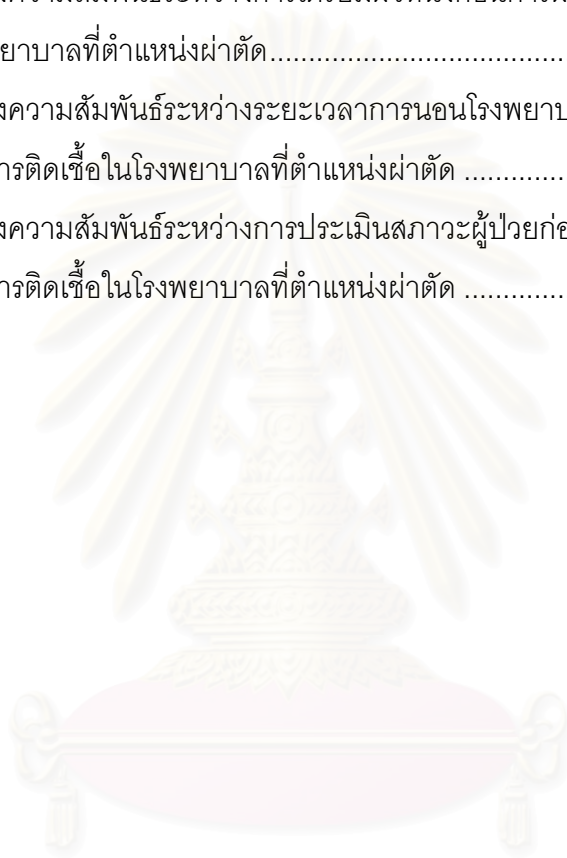 ยาบาลที่ตำแหน่งผ่าตัด....................................
งความสัมพันธ์ระหว่างระยะเวลาการนอนโรงพยาบ
ารติดเชื้อในโรงพยาบาลที่ตำแหน่งผ่าตัด .............
งความสัมพันธ์ระหว่างการประเมินสภาวะผู้ป่วยก่อ
ารติดเชื้อในโรงพยาบาลที่ตำแหน่งผ่าตัด .............